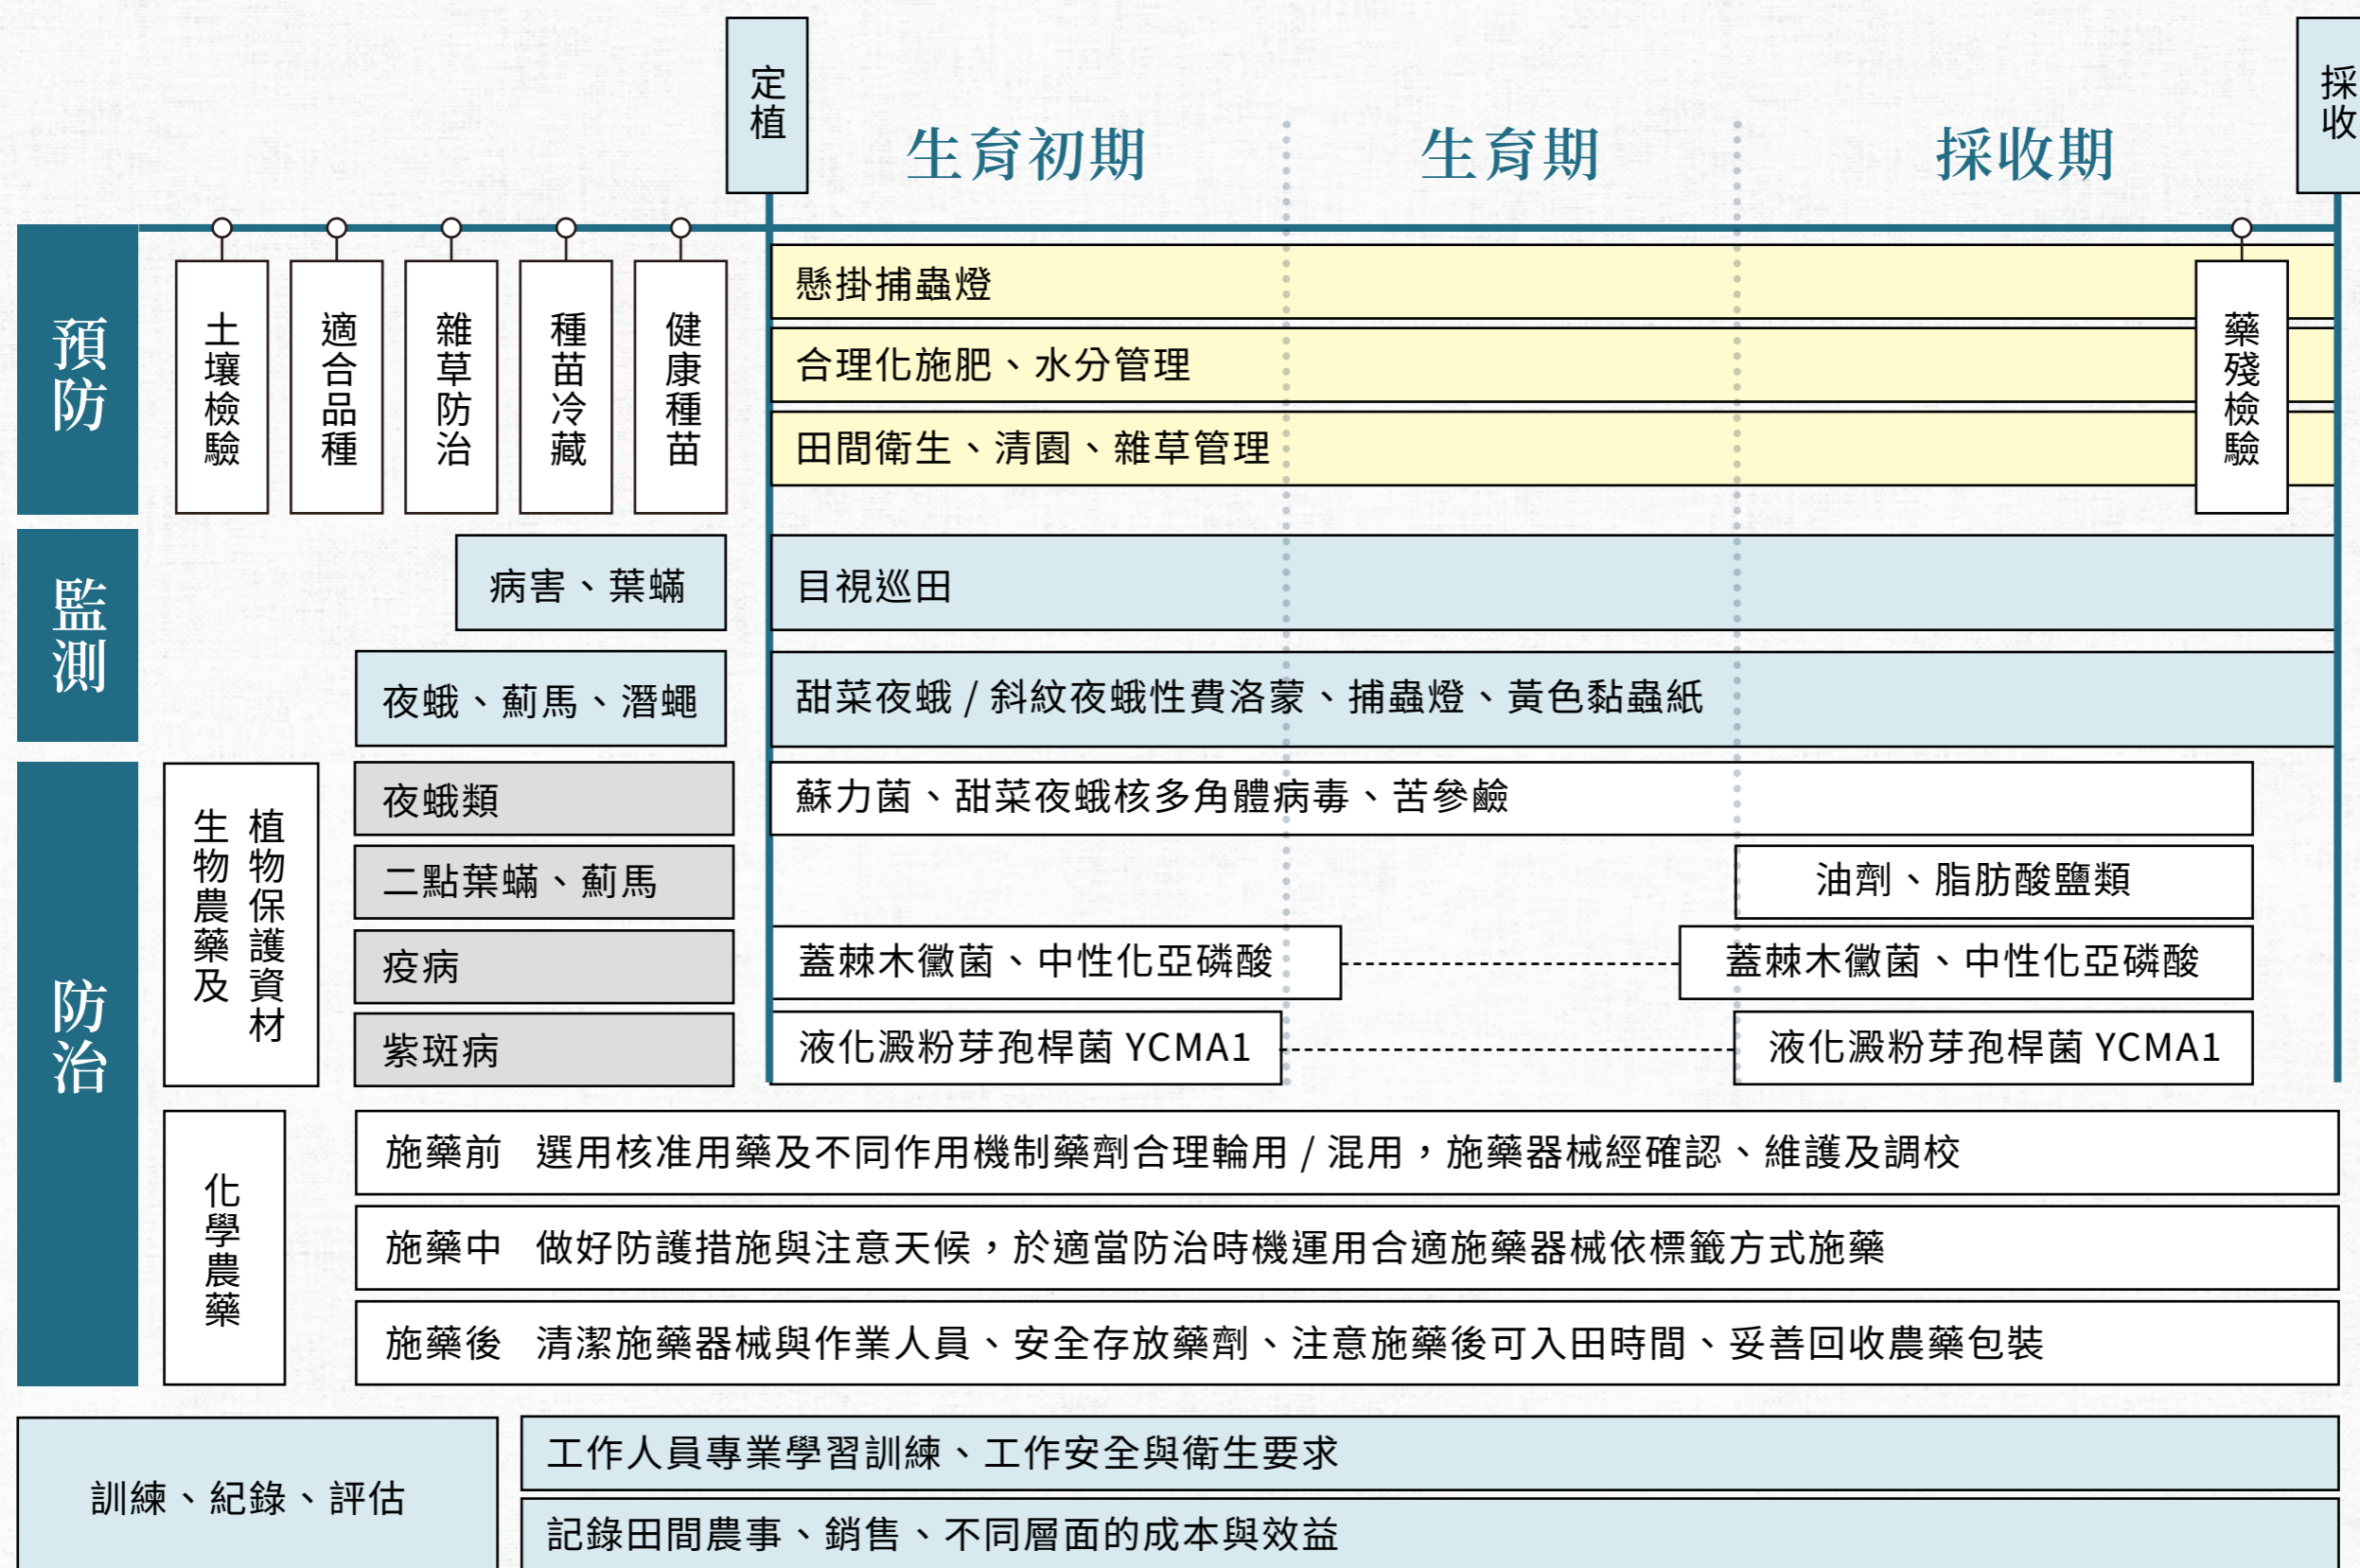 定植
採收
生育初期
生育期
採收期
預防
土壤檢驗
適合品種
雜草防治
種苗冷藏
健康種苗
懸掛捕蟲燈
合理化施肥、水分管理
田間衛生、清園、雜草管理
藥殘檢驗
監測
病害、葉蟎
目視巡田
夜蛾、薊馬、潛蠅
甜菜夜蛾 / 斜紋夜蛾性費洛蒙、捕蟲燈、黃色黏蟲紙
防治
生物農藥及
植物保護資材
夜蛾類
蘇力菌、甜菜夜蛾核多角體病毒、苦參鹼
二點葉蟎、薊馬
油劑、脂肪酸鹽類
疫病
蓋棘木黴菌、中性化亞磷酸
蓋棘木黴菌、中性化亞磷酸
紫斑病
液化澱粉芽孢桿菌 YCMA1
液化澱粉芽孢桿菌 YCMA1
化學農藥
施藥前 選用核准用藥及不同作用機制藥劑合理輪用 / 混用，施藥器械經確認、維護及調校
施藥中 做好防護措施與注意天候，於適當防治時機運用合適施藥器械依標籤方式施藥
施藥後 清潔施藥器械與作業人員、安全存放藥劑、注意施藥後可入田時間、妥善回收農藥包裝
訓練、紀錄、評估
工作人員專業學習訓練、工作安全與衛生要求
記錄田間農事、銷售、不同層面的成本與效益